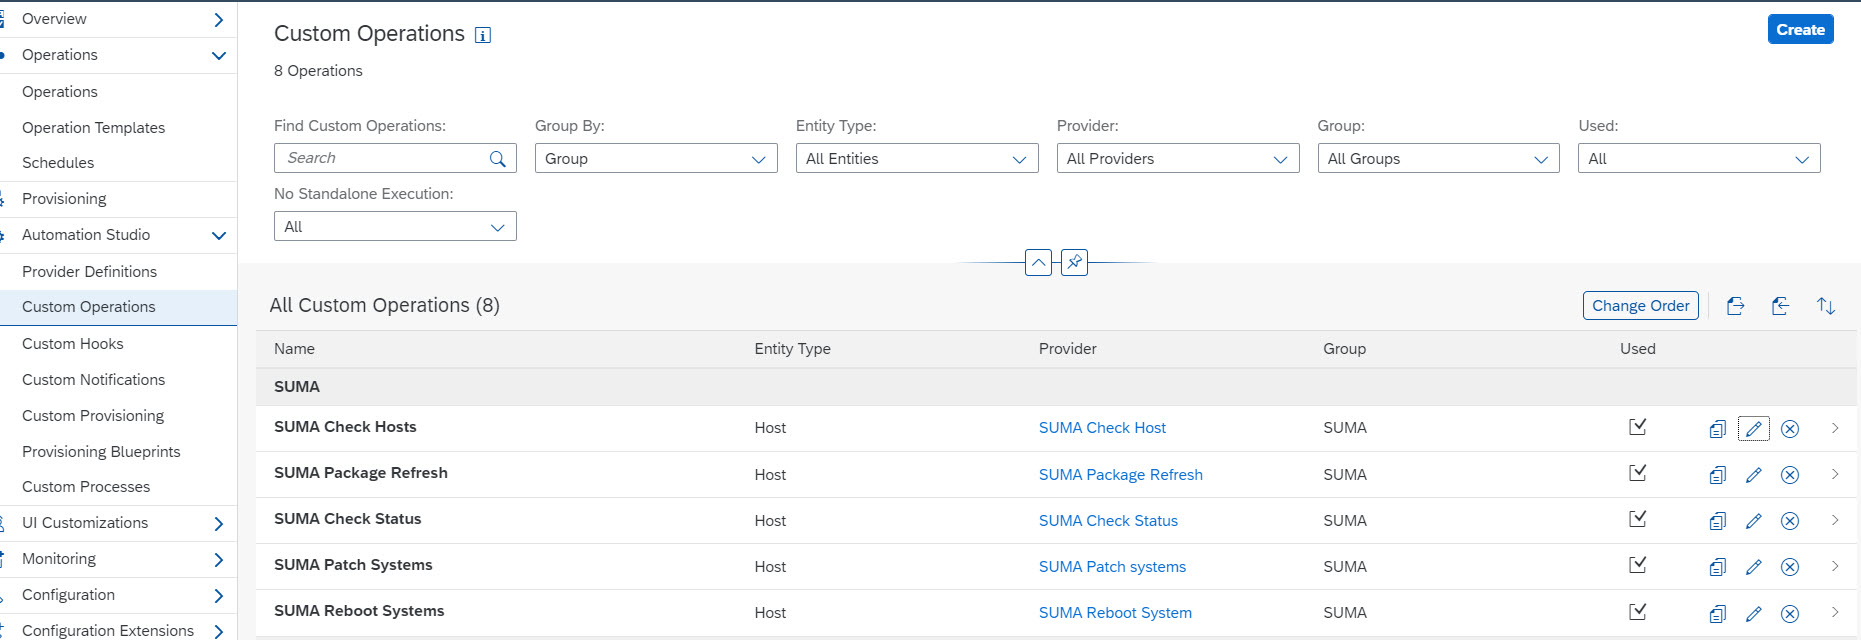 Overview
Operations
Operations
Operation Templates
Schedules
Provisioning
Automation Studio
Provider Definitions
Custom Operations
Custom Hooks
Custom Notifications
Custom Provisioning
Provisioning Blueprints
Custom Processes
UI Customizations
Monitoring
Configuration
Configuration Extensions
Custom Operations
Create
8 Operations
Find Custom Operations: Group By: Entity Type: Provider: Group: Used:
Search Group All Entities All Providers All Groups All
No Standalone Execution:
All
All Custom Operations (8) Change Order
Name Entity Type Provider Group Used
SUMA
SUMA Check Hosts Host SUMA Check Host SUMA
SUMA Package Refresh Host SUMA Package Refresh SUMA
SUMA Check Status Host SUMA Check Status SUMA
SUMA Patch Systems Host SUMA Patch systems SUMA
SUMA Reboot Systems Host SUMA Reboot System SUMA